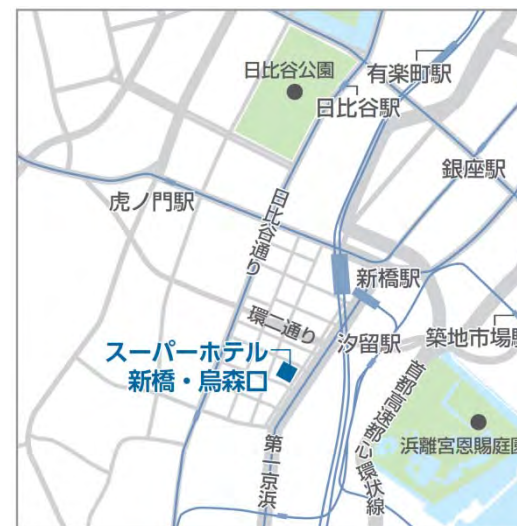 日比谷公園
有楽町駅
日比谷駅
銀座駅
虎ノ門駅
日比谷通り
新橋駅
環二通り
汐留駅
築地市場駅
スーパーホテル
新橋・烏森口
首都高速都心環状線
浜離宮恩賜庭園
第一京浜